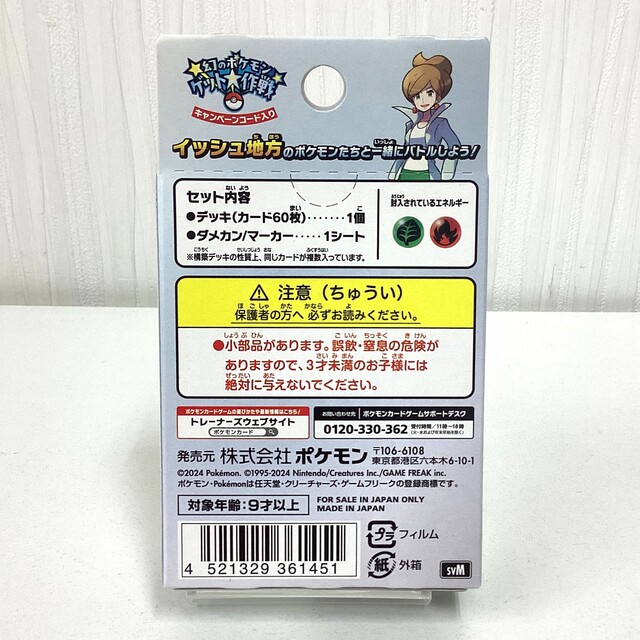 幻のポケモン
ゲット★作戦
キャンペーンコード入り
イッシュ地方のポケモンたちと一緒にバトルしよう!
セット内容
●デッキ(カード60枚)・・・・・・・1個
●ダメカン/マーカー・・・・・1シート
※構築デッキの性質上、同じカードが複数入っています。
封入されているエネルギー
⚠ 注意(ちゅうい)
保護者の方へ 必ずお読みください。
●小部品があります。誤飲・窒息の危険が
ありますので、3才未満のお子様には
絶対に与えないでください。
ポケモンカードゲームの遊びかたや最新情報はこちら!
トレーナーズウェブサイト
ポケモンカード
お問い合わせ先 ポケモンカードゲームサポートデスク
0120-330-362 受付時間/11時~18時
発売元 株式会社ポケモン 〒106-6108
東京都港区六本木6-10-1
©2024 Pokémon. ©1995-2024 Nintendo/Creatures Inc./GAME FREAK inc.
ポケモン・Pokémonは任天堂・クリーチャーズ・ゲームフリークの登録商標です。
対象年齢:9才以上
FOR SALE IN JAPAN ONLY
MADE IN JAPAN
4 521329 361451
プラ フィルム
紙 外箱
svM